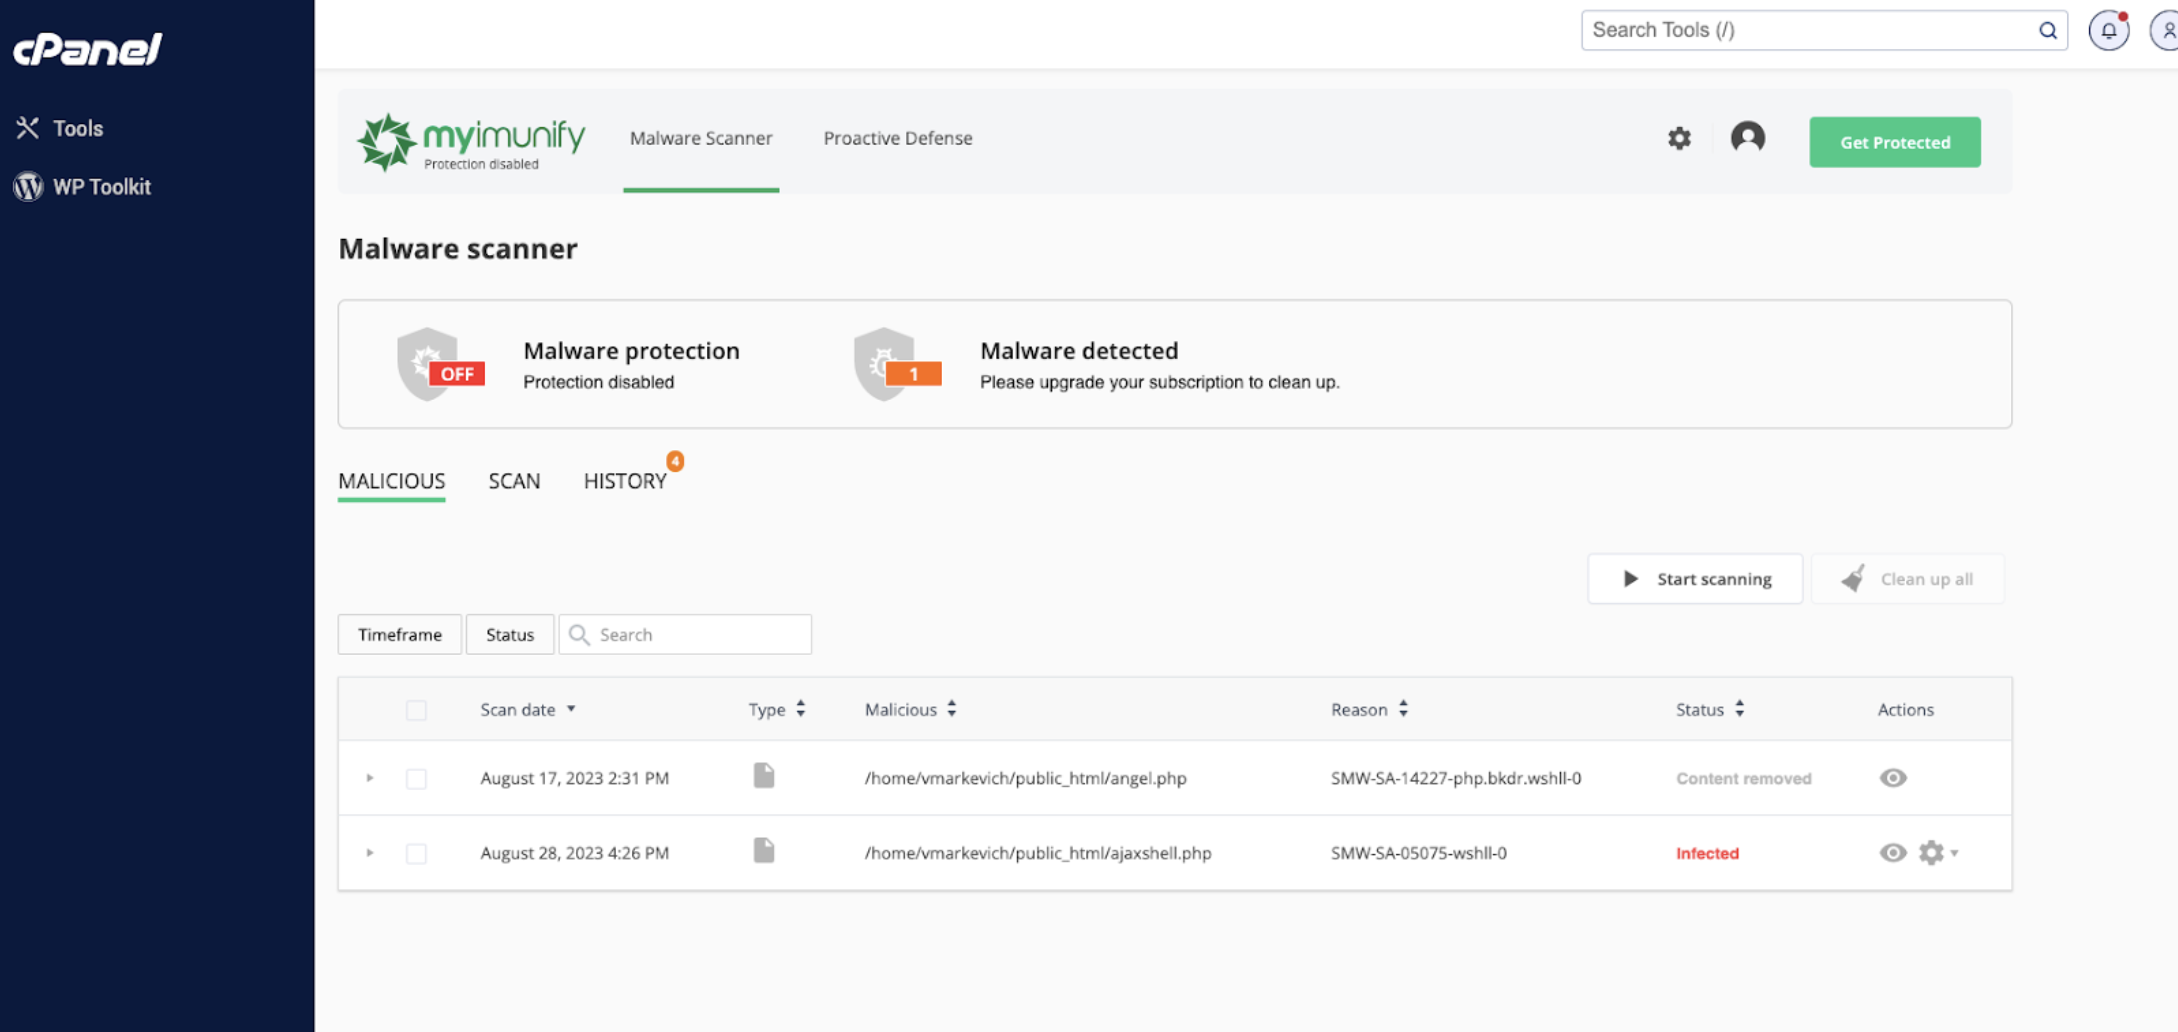 cPanel
Search Tools (/)
Tools
WP Toolkit
myimunify
Protection disabled
Malware Scanner
Proactive Defense
Get Protected
Malware scanner
OFF
Malware protection
Protection disabled
1
Malware detected
Please upgrade your subscription to clean up.
MALICIOUS
SCAN
HISTORY
4
Start scanning
Clean up all
Timeframe
Status
Search
Scan date
Type
Malicious
Reason
Status
Actions
August 17, 2023 2:31 PM
/home/vmarkevich/public_html/angel.php
SMW-SA-14227-php.bkdr.wshll-0
Content removed
August 28, 2023 4:26 PM
/home/vmarkevich/public_html/ajaxshell.php
SMW-SA-05075-wshll-0
Infected